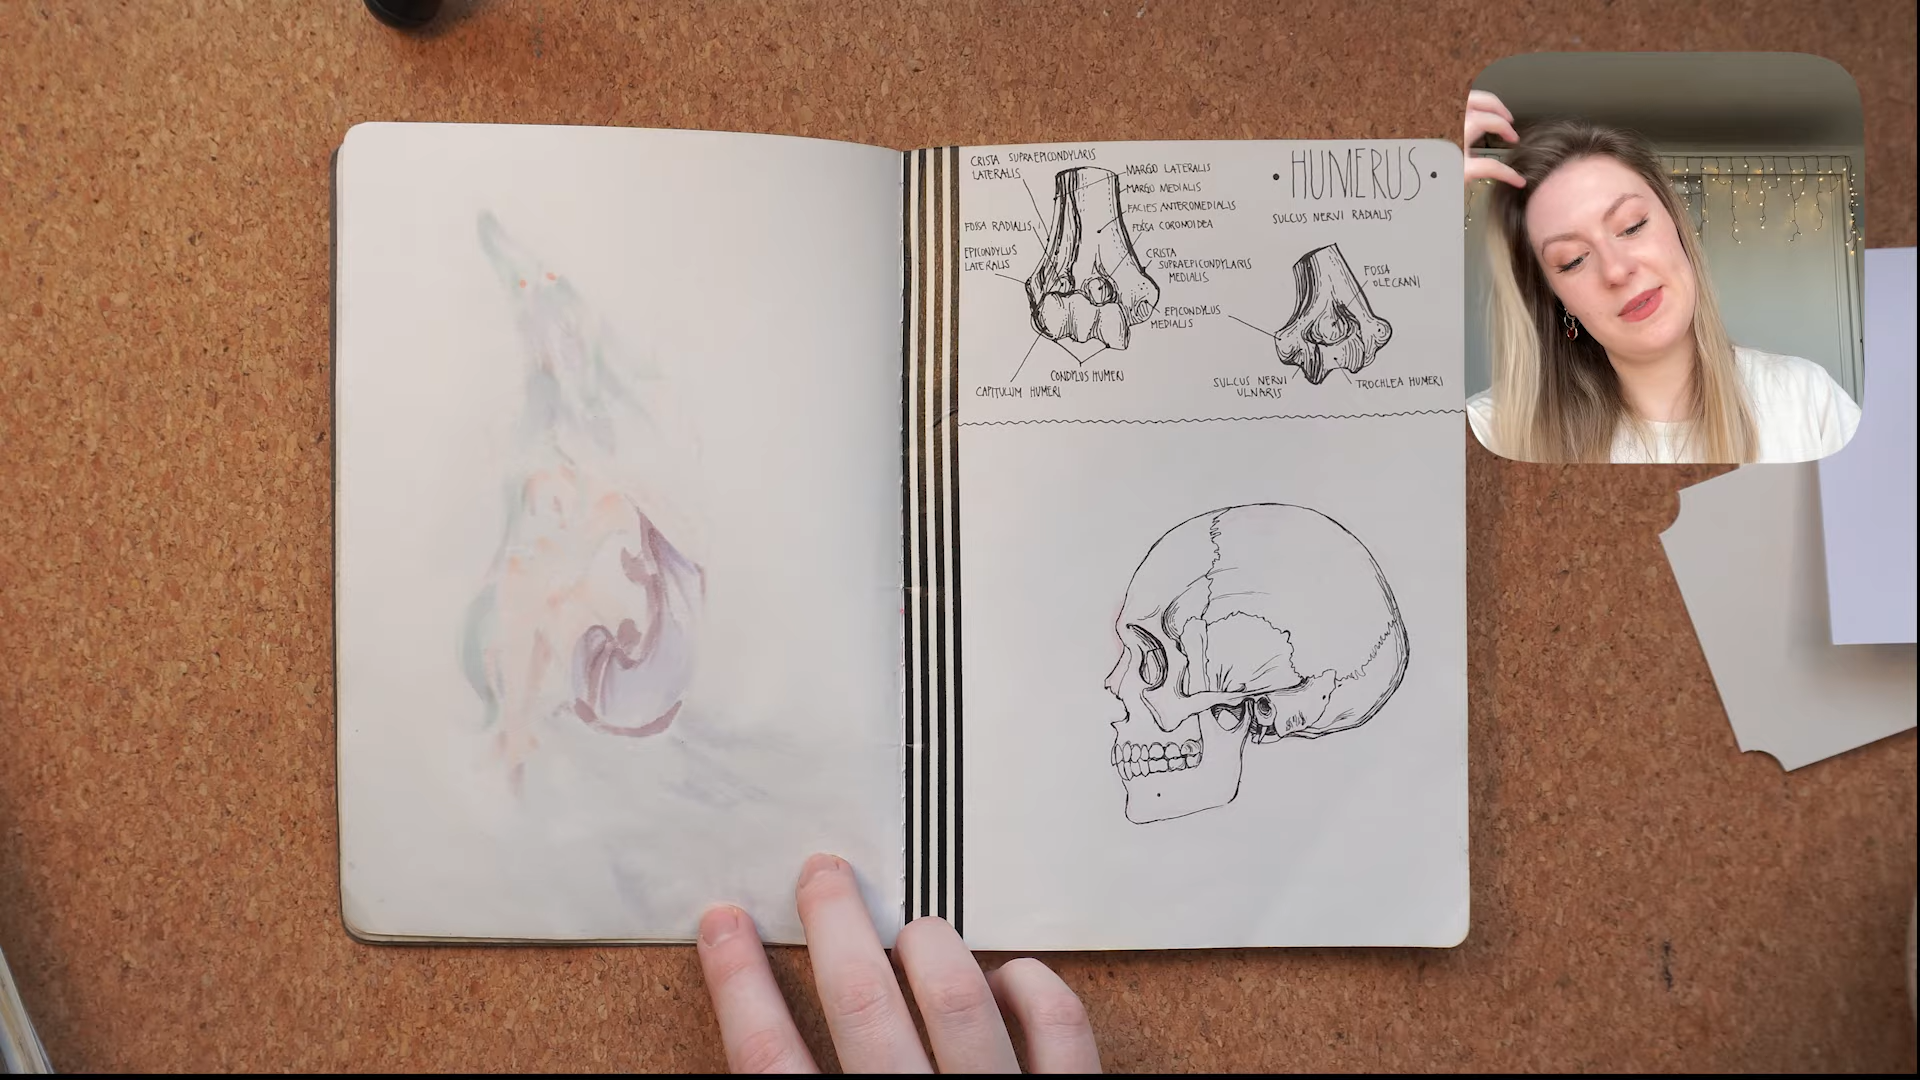 CRISTA SUPRAEPICONDYLARIS
LATERALIS
MARGO LATERALIS
MARGO MEDIALIS
FACIES ANTEROMEDIALIS
FOSSA RADIALIS
FOSSA CORONOIDEA
EPICONDYLUS
LATERALIS
CRISTA
SUPRAEPICONDYLARIS
MEDIALIS
EPICONDYLUS
MEDIALIS
CONDYLUS HUMERI
CAPITULUM HUMERI
• HUMERUS •
SULCUS NERVI RADIALIS
FOSSA
OLECRANI
SULCUS NERVI
ULNARIS
TROCHLEA HUMERI